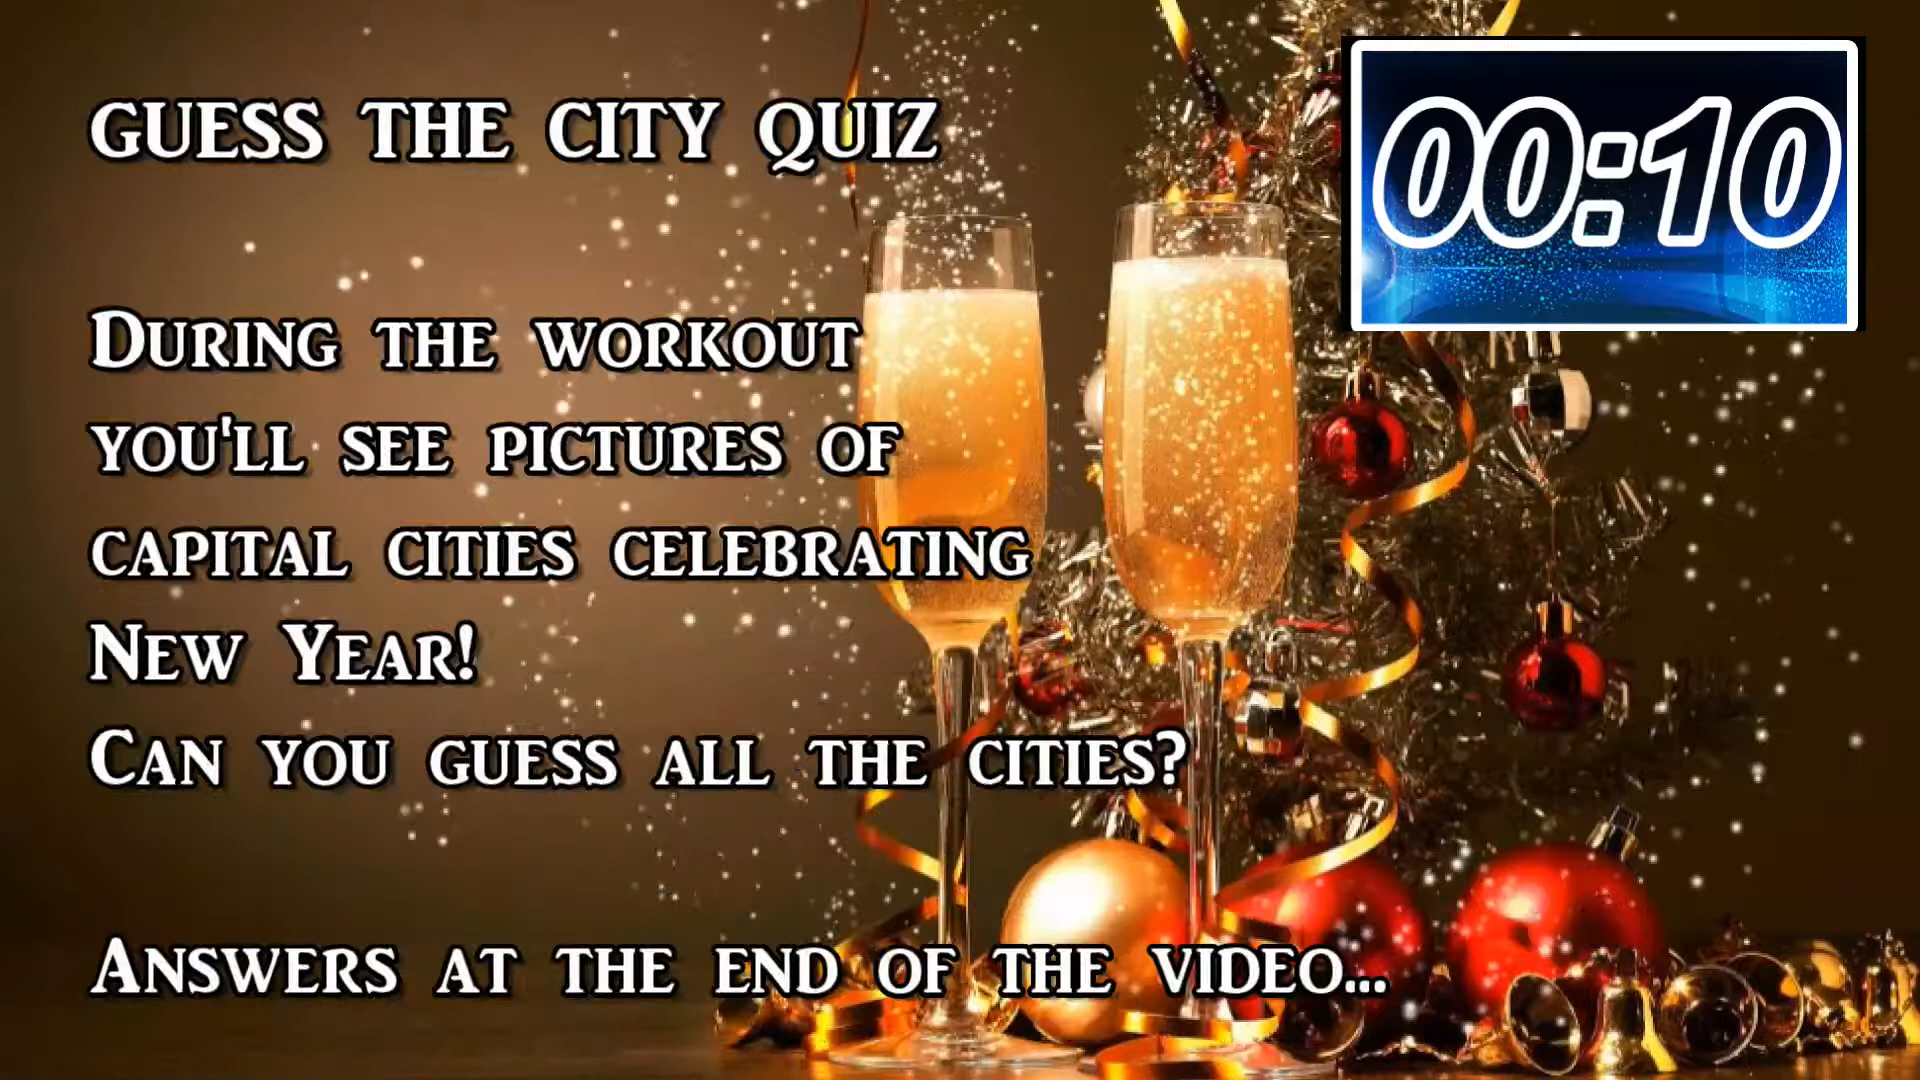 GUESS THE CITY QUIZ
00:10
DURING THE WORKOUT
YOU'LL SEE PICTURES OF
CAPITAL CITIES CELEBRATING
NEW YEAR!
CAN YOU GUESS ALL THE CITIES?
ANSWERS AT THE END OF THE VIDEO...